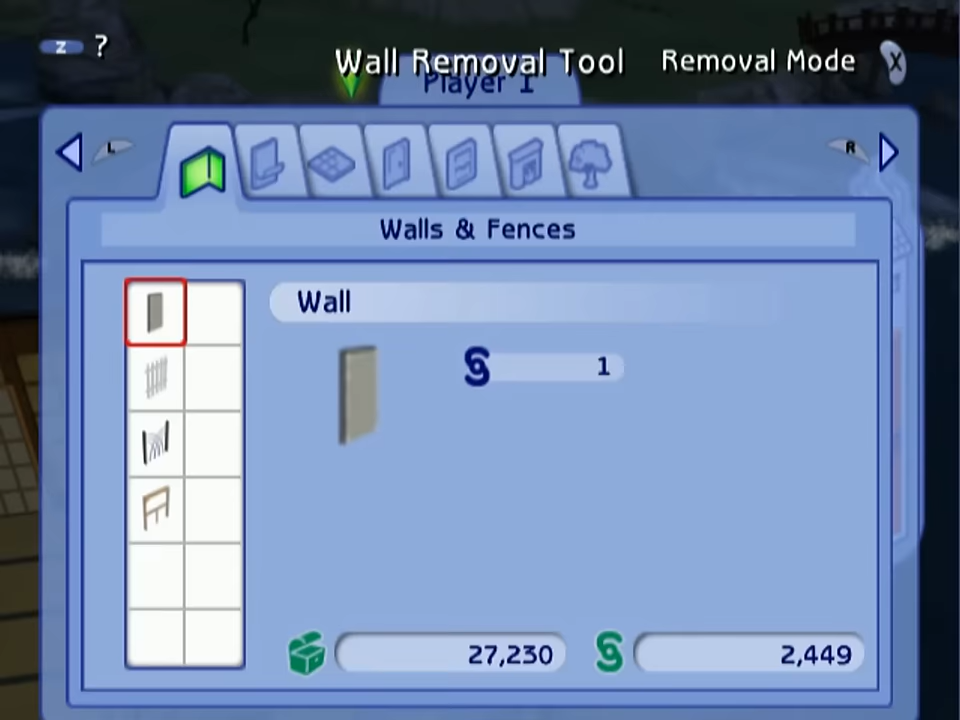 Z ?
Wall Removal Tool Removal Mode X
Player 1
L R
Walls & Fences
Wall
1
27,230 2,449